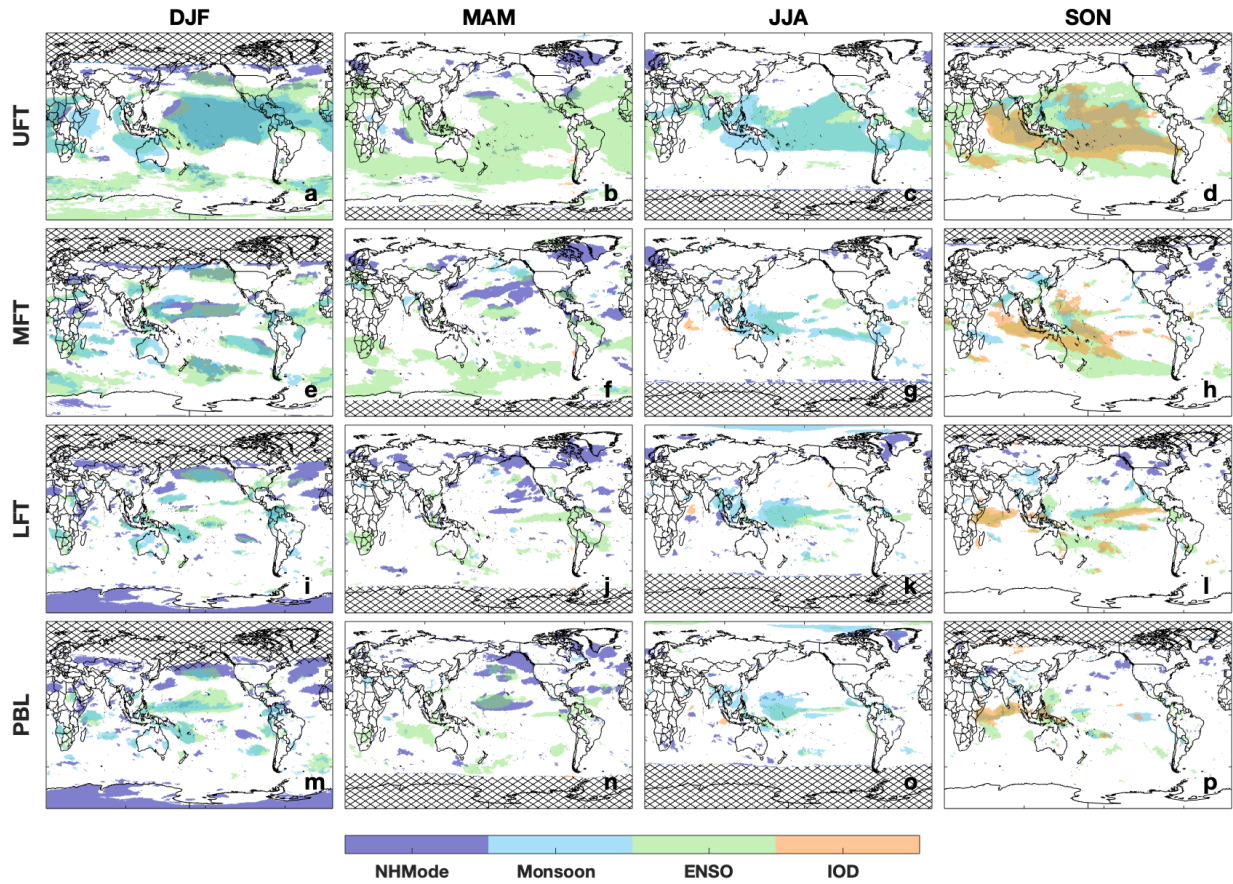 DJF MAM JJA SON
UFT
a b c d
MFT
e f g h
LFT
i j k l
PBL
m n o p
NHMode Monsoon ENSO IOD